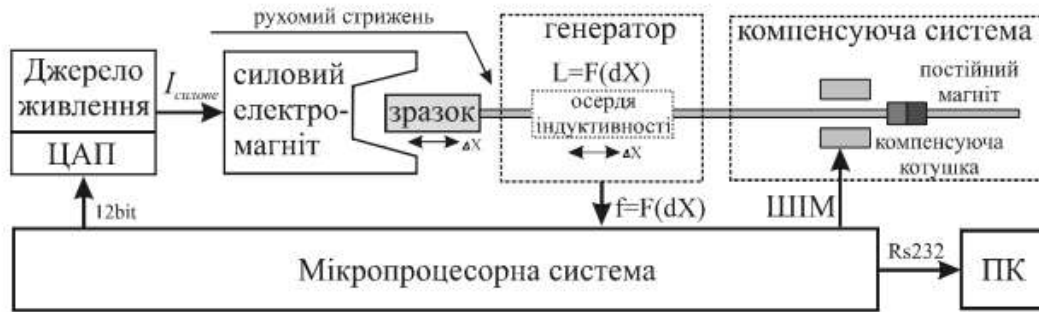 рухомий стрижень
генератор
компенсуюча система
Джерело
живлення
ЦАП
Iсилове
силовий
електро-
магніт
зразок
ΔX
L=F(dX)
осердя
індуктивності
ΔX
постійний
магніт
компенсуюча
котушка
12bit
f=F(dX)
ШІМ
Мікропроцесорна система
Rs232
ПК